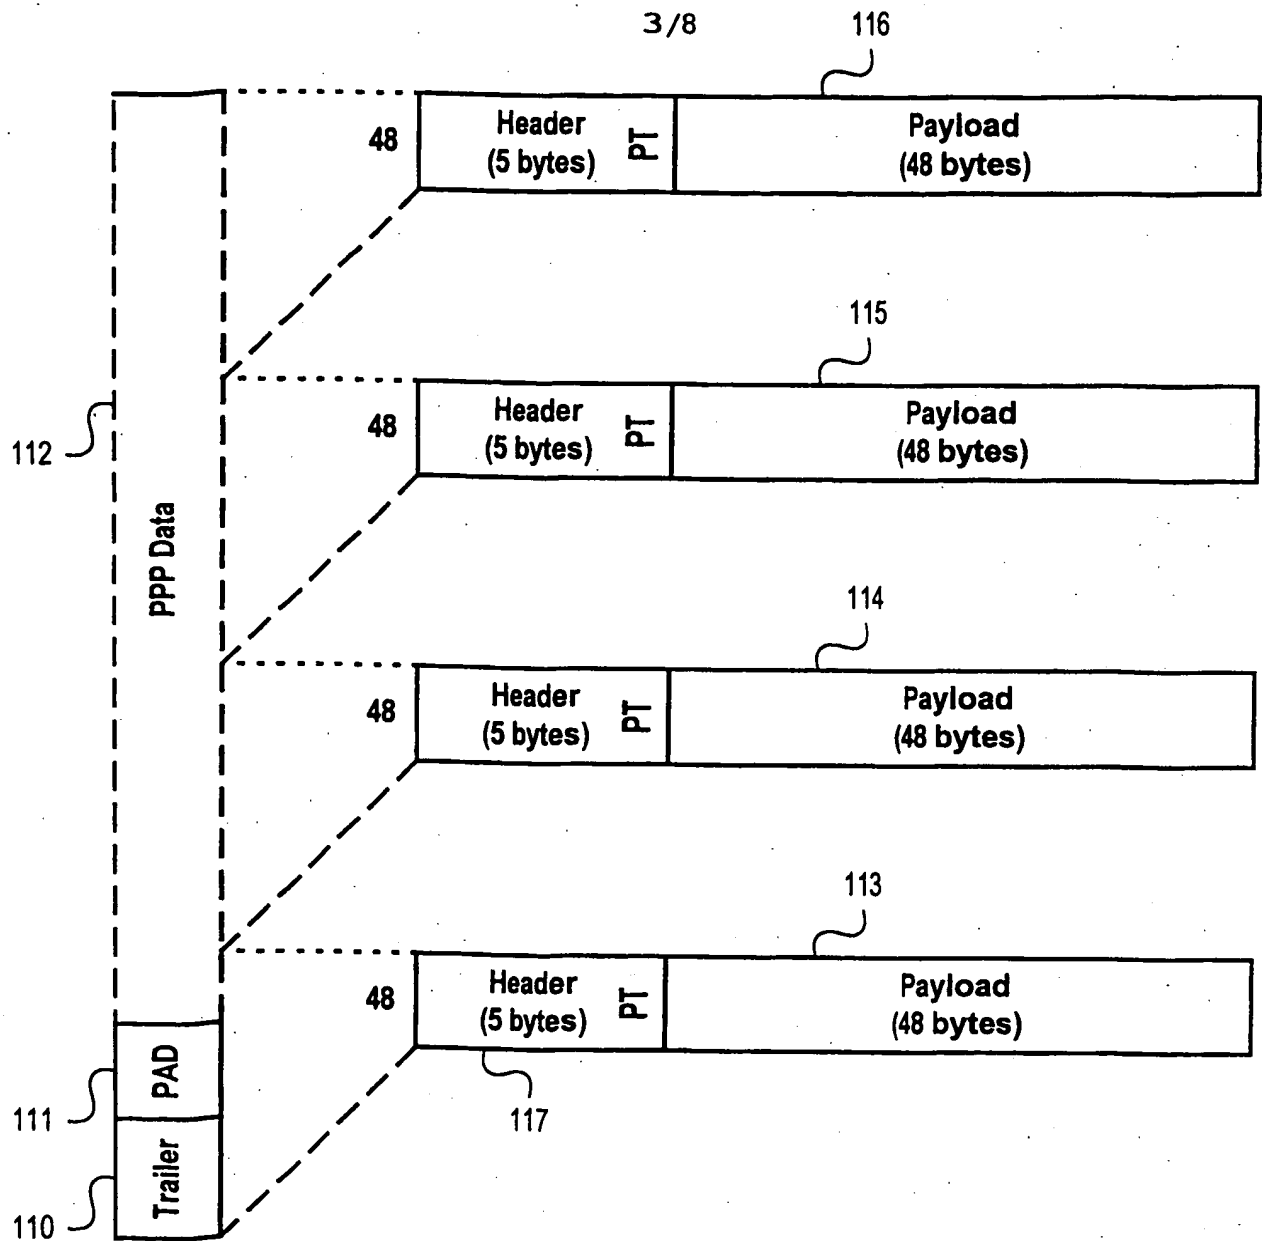 3/8
116
48
Header
(5 bytes)
PT
Payload
(48 bytes)
115
48
Header
(5 bytes)
PT
Payload
(48 bytes)
112
PPP Data
114
48
Header
(5 bytes)
PT
Payload
(48 bytes)
113
48
Header
(5 bytes)
PT
Payload
(48 bytes)
PAD
111
117
Trailer
110